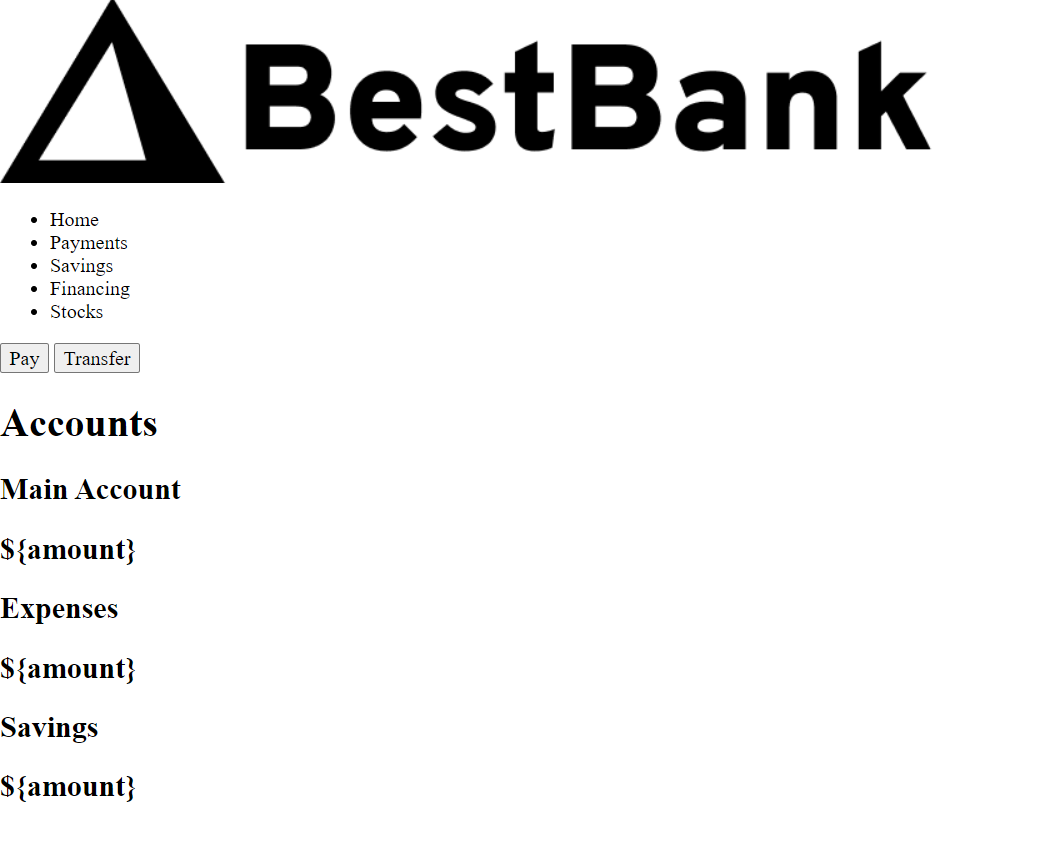 BestBank
Home
Payments
Savings
Financing
Stocks
Pay Transfer
Accounts
Main Account
${amount}
Expenses
${amount}
Savings
${amount}